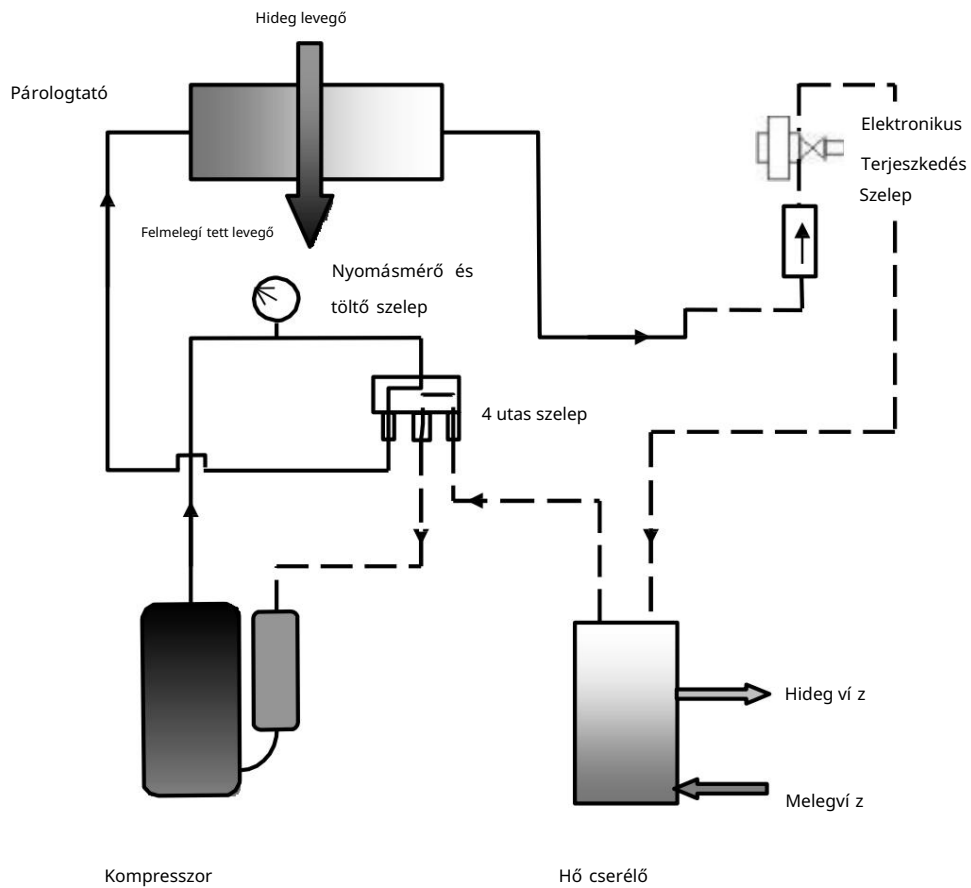 Hideg levegő
Párologtató
Elektronikus
Terjeszkedés
Szelep
Felmelegí tett levegő
Nyomásmérő és
töltő szelep
4 utas szelep
Hideg ví z
Melegví z
Kompresszor
Hő cserélő